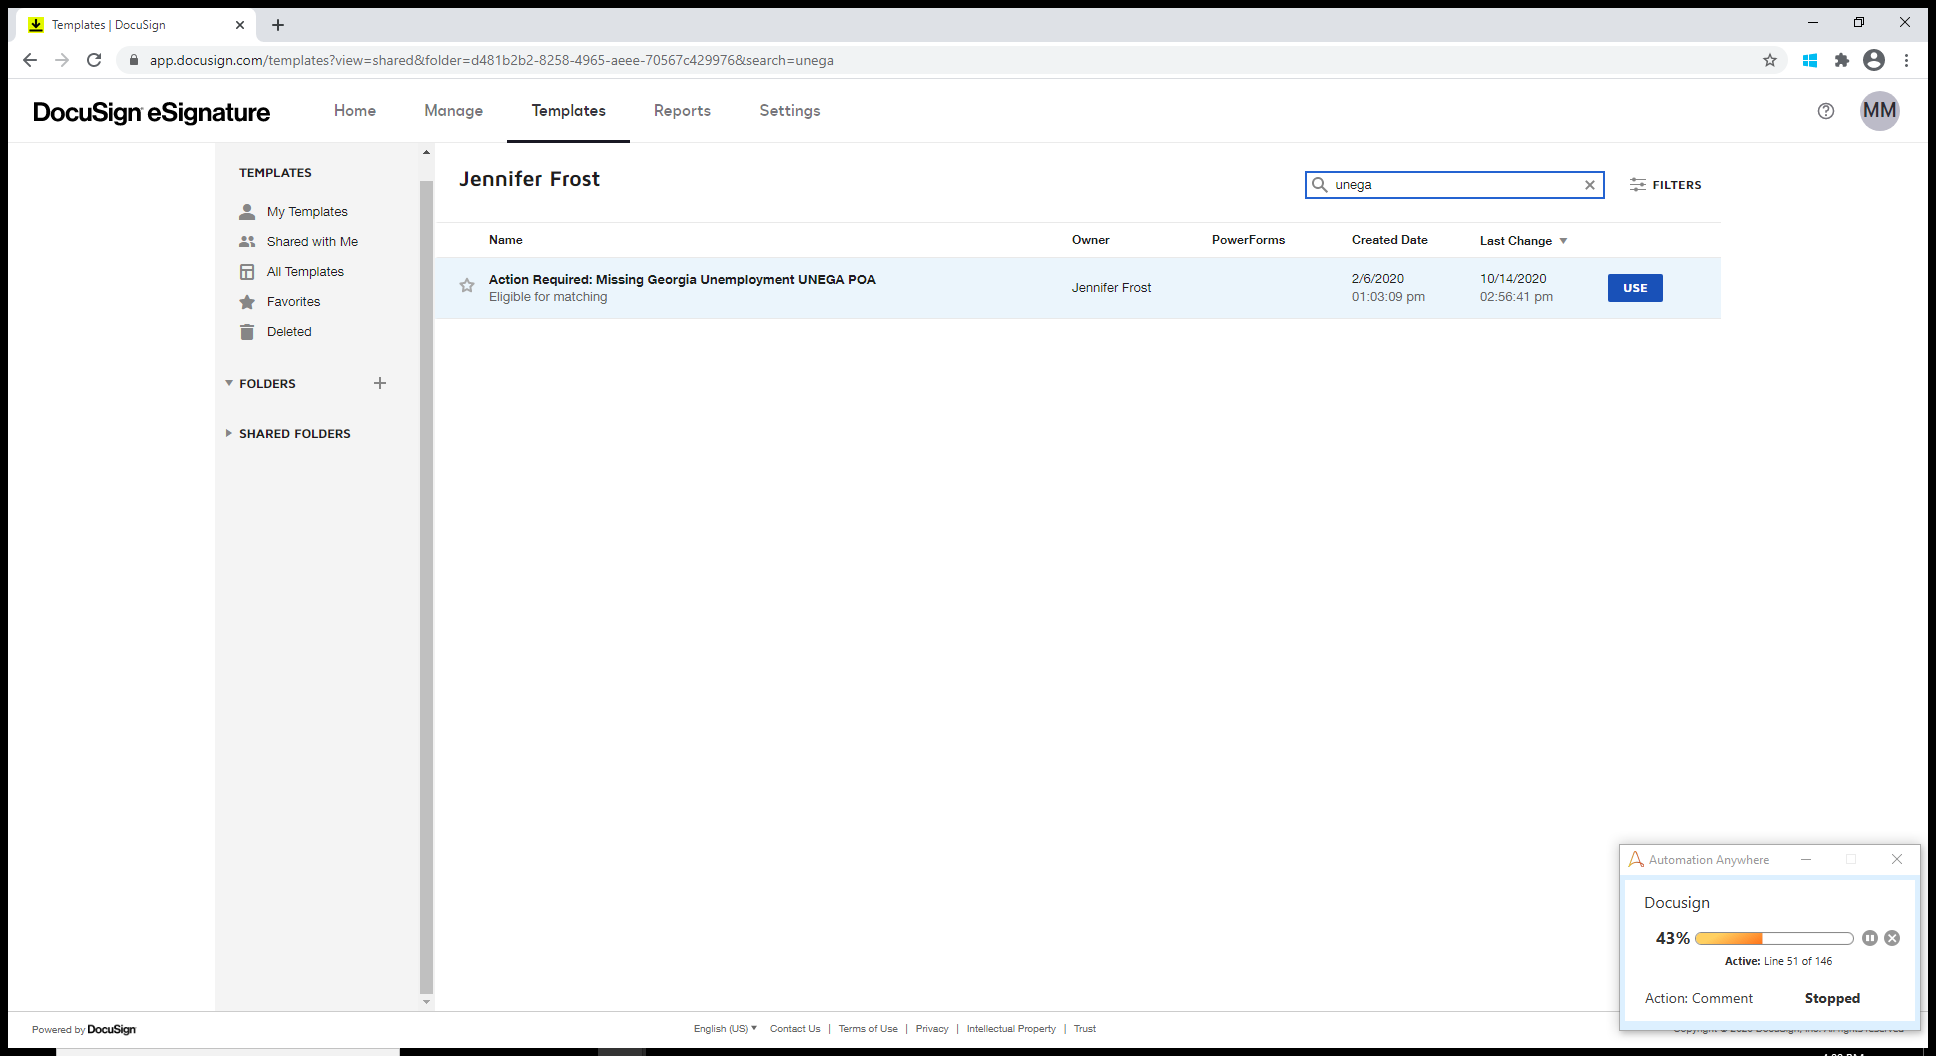 Templates | DocuSign
app.docusign.com/templates?view=shared&folder=d481b2b2-8258-4965-aeee-70567c429976&search=unega
DocuSign eSignature
Home
Manage
Templates
Reports
Settings
MM
TEMPLATES
My Templates
Shared with Me
All Templates
Favorites
Deleted
FOLDERS
SHARED FOLDERS
Jennifer Frost
unega
FILTERS
Name Owner PowerForms Created Date Last Change
Action Required: Missing Georgia Unemployment UNEGA POA
Eligible for matching
Jennifer Frost
2/6/2020
01:03:09 pm
10/14/2020
02:56:41 pm
USE
Automation Anywhere
Docusign
43%
Active: Line 51 of 146
Action: Comment Stopped
Powered by DocuSign
English (US) Contact Us | Terms of Use | Privacy | Intellectual Property | Trust